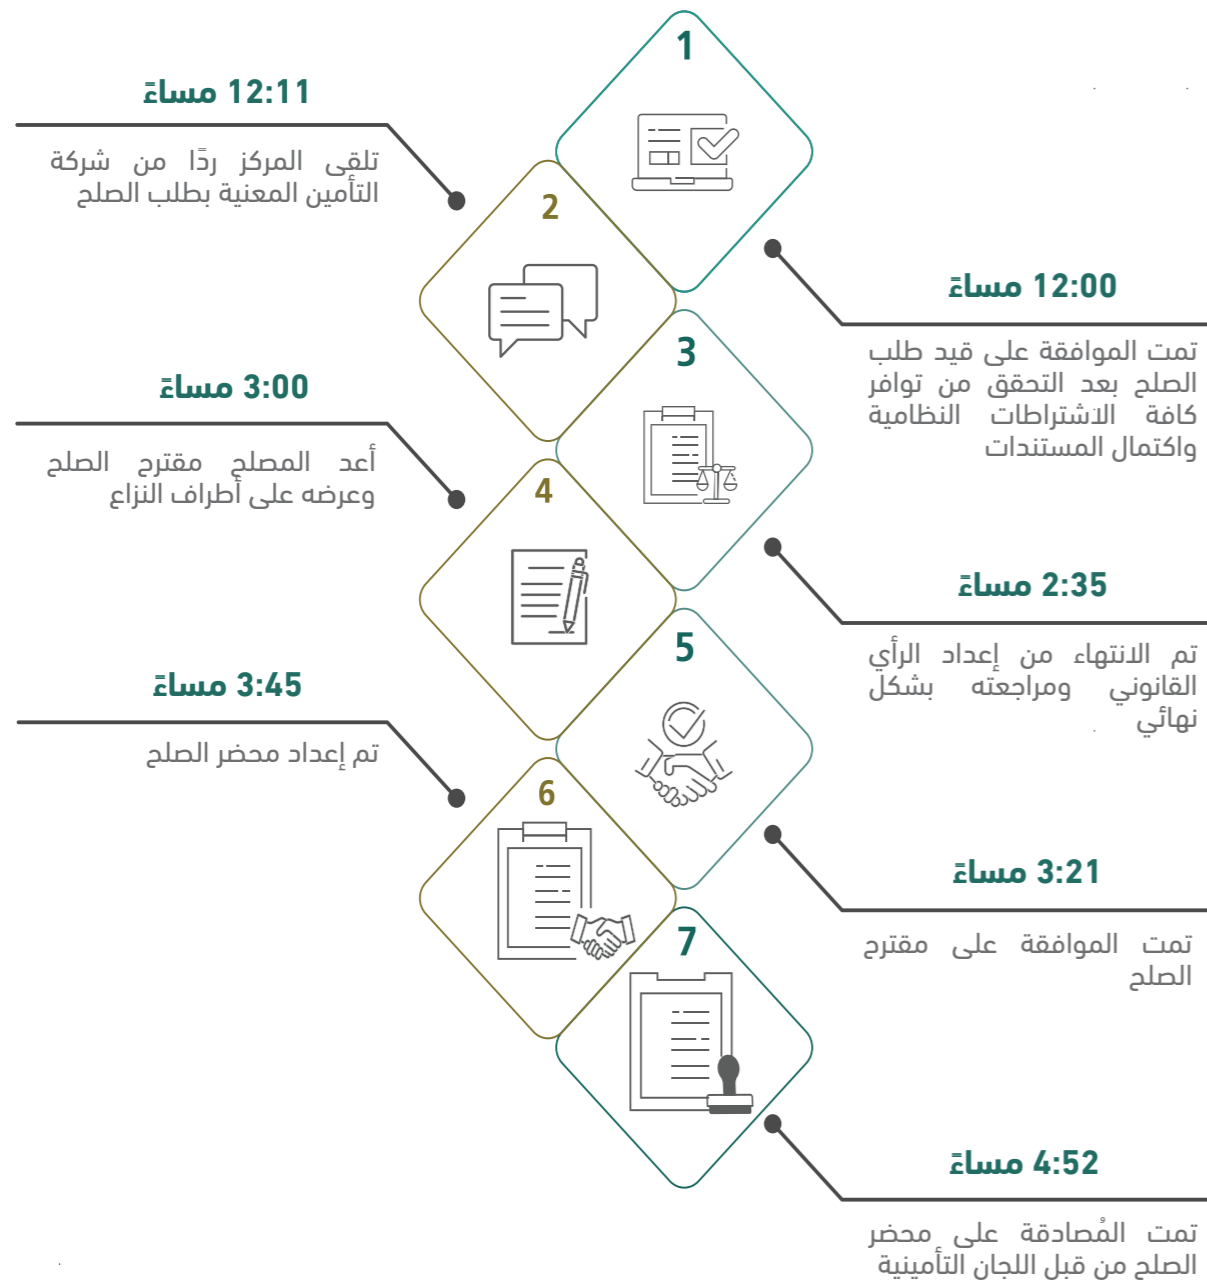 1
12:00 مساءً
تمت الموافقة على قيد طلب
الصلح بعد التحقق من توافر
كافة الاشتراطات النظامية
واكتمال المستندات
2
12:11 مساءً
تلقى المركز ردًا من شركة
التأمين المعنية بطلب الصلح
3
2:35 مساءً
تم الانتهاء من إعداد الرأي
القانوني ومراجعته بشكل
نهائي
4
3:00 مساءً
أعد المصلح مقترح الصلح
وعرضه على أطراف النزاع
5
3:21 مساءً
تمت الموافقة على مقترح
الصلح
6
3:45 مساءً
تم إعداد محضر الصلح
7
4:52 مساءً
تمت المُصادقة على محضر
الصلح من قبل اللجان التأمينية